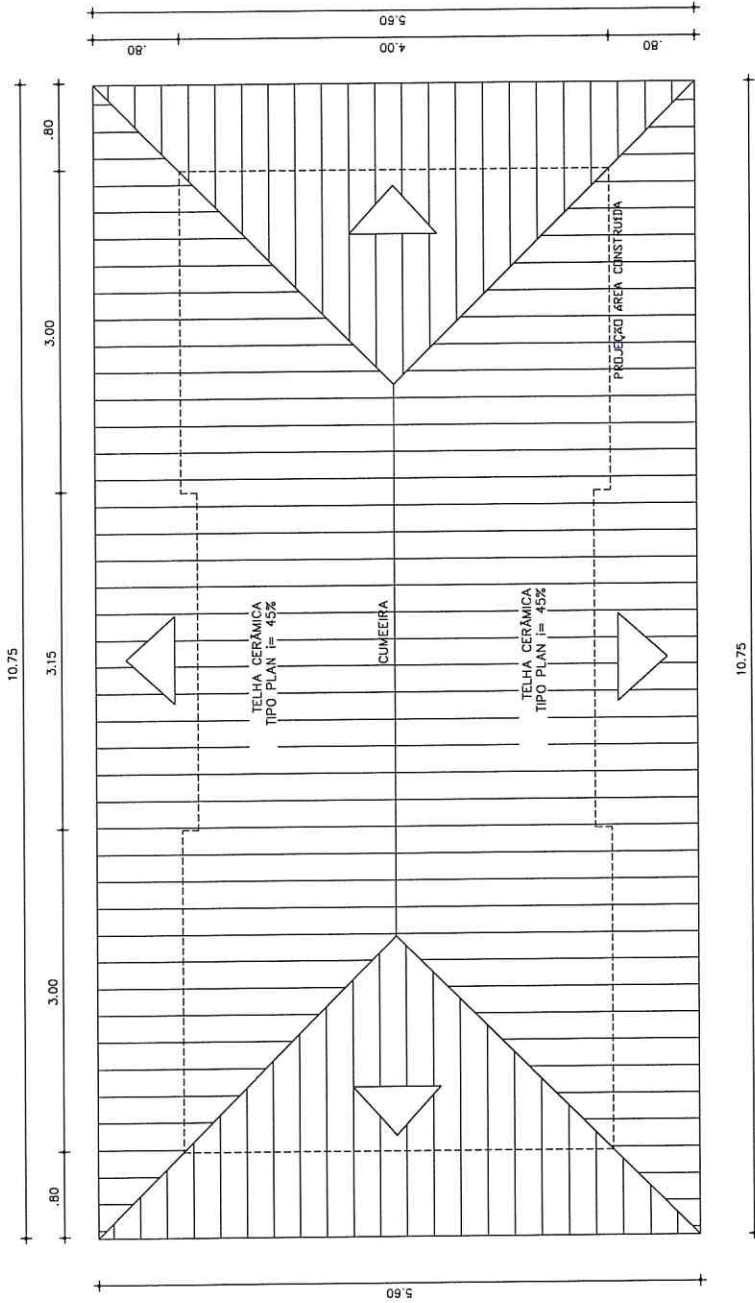 10.75
.80
3.00
3.15
3.00
.80
5.60
.80
4.00
.80
5.60
TELHA CERÂMICA
TIPO PLAN i= 45%
CUMEEIRA
TELHA CERÂMICA
TIPO PLAN i= 45%
PROJEÇÃO ÁREA CONSTRUIDA
10.75